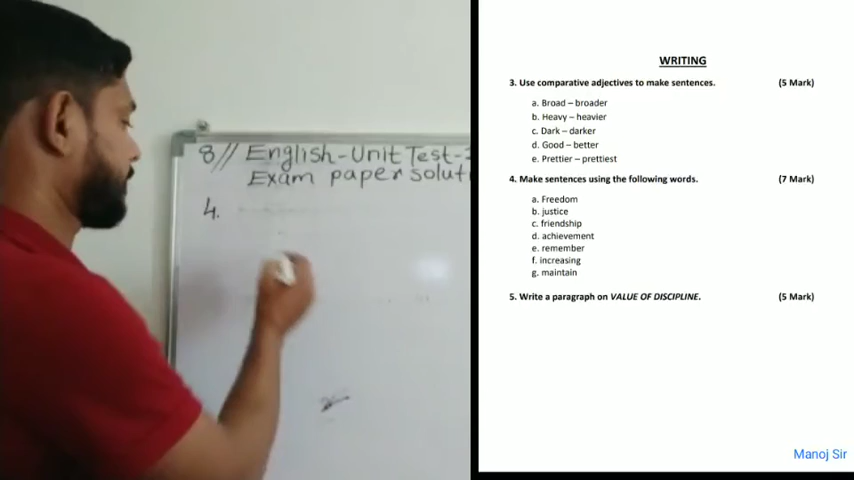 8// English-Unit Test-
Exam paper soluti
4.
WRITING
3. Use comparative adjectives to make sentences. (5 Mark)
a. Broad – broader
b. Heavy – heavier
c. Dark – darker
d. Good – better
e. Prettier – prettiest
4. Make sentences using the following words. (7 Mark)
a. Freedom
b. justice
c. friendship
d. achievement
e. remember
f. increasing
g. maintain
5. Write a paragraph on VALUE OF DISCIPLINE. (5 Mark)
Manoj Sir